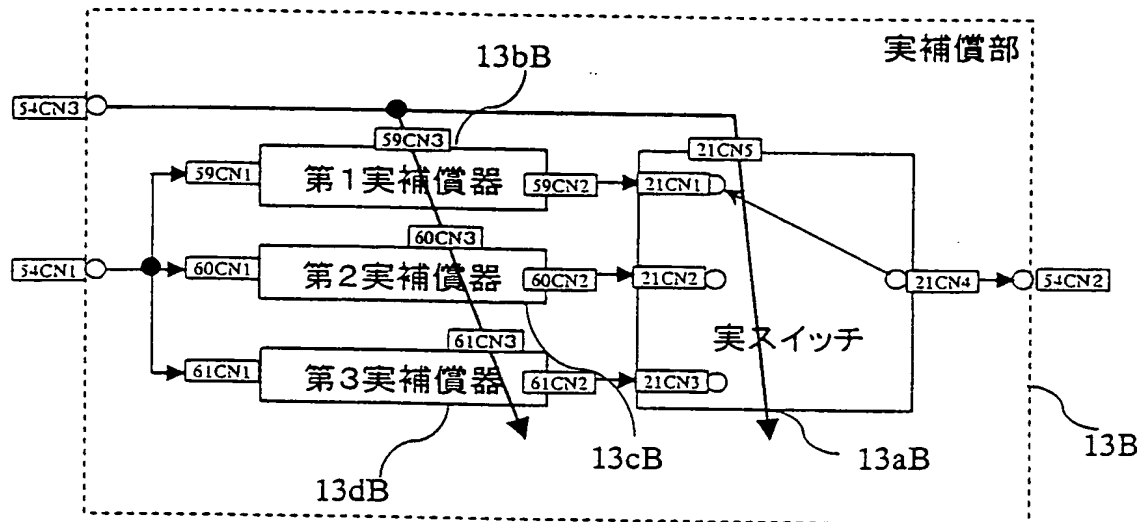 実補償部
13bB
54CN3
59CN3
21CN5
59CN1
第1実補償器
59CN2
21CN1
60CN3
54CN1
60CN1
第2実補償器
60CN2
21CN2
21CN4
54CN2
61CN3
実スイッチ
61CN1
第3実補償器
61CN2
21CN3
13dB
13cB
13aB
13B